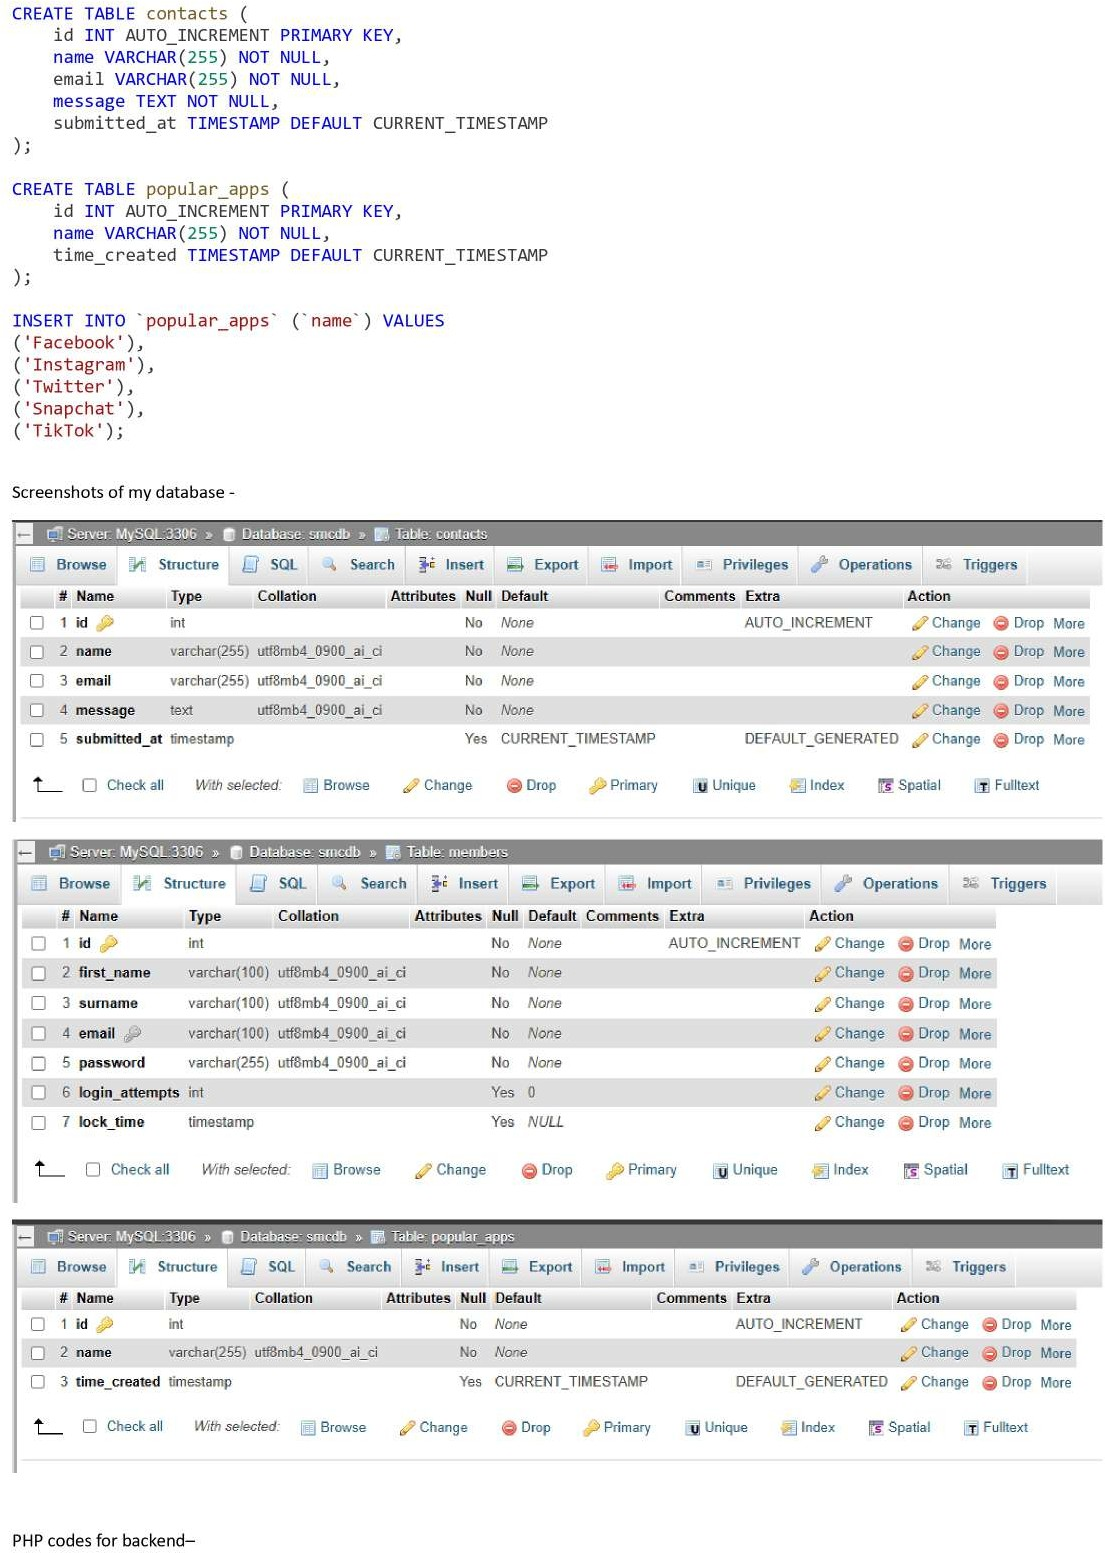 CREATE TABLE contacts (
    id INT AUTO_INCREMENT PRIMARY KEY,
    name VARCHAR(255) NOT NULL,
    email VARCHAR(255) NOT NULL,
    message TEXT NOT NULL,
    submitted_at TIMESTAMP DEFAULT CURRENT_TIMESTAMP
);
CREATE TABLE popular_apps (
    id INT AUTO_INCREMENT PRIMARY KEY,
    name VARCHAR(255) NOT NULL,
    time_created TIMESTAMP DEFAULT CURRENT_TIMESTAMP
);
INSERT INTO `popular_apps` (`name`) VALUES
('Facebook'),
('Instagram'),
('Twitter'),
('Snapchat'),
('TikTok');
Screenshots of my database -
Server: MySQL:3306 » Database: smcdb » Table: contacts
Browse Structure SQL Search Insert Export Import Privileges Operations Triggers
# Name Type Collation Attributes Null Default Comments Extra Action
1 id int No None AUTO_INCREMENT Change Drop More
2 name varchar(255) utf8mb4_0900_ai_ci No None Change Drop More
3 email varchar(255) utf8mb4_0900_ai_ci No None Change Drop More
4 message text utf8mb4_0900_ai_ci No None Change Drop More
5 submitted_at timestamp Yes CURRENT_TIMESTAMP DEFAULT_GENERATED Change Drop More
Check all With selected: Browse Change Drop Primary Unique Index Spatial Fulltext
Server: MySQL:3306 » Database: smcdb » Table: members
Browse Structure SQL Search Insert Export Import Privileges Operations Triggers
# Name Type Collation Attributes Null Default Comments Extra Action
1 id int No None AUTO_INCREMENT Change Drop More
2 first_name varchar(100) utf8mb4_0900_ai_ci No None Change Drop More
3 surname varchar(100) utf8mb4_0900_ai_ci No None Change Drop More
4 email varchar(100) utf8mb4_0900_ai_ci No None Change Drop More
5 password varchar(255) utf8mb4_0900_ai_ci No None Change Drop More
6 login_attempts int Yes 0 Change Drop More
7 lock_time timestamp Yes NULL Change Drop More
Check all With selected: Browse Change Drop Primary Unique Index Spatial Fulltext
Server: MySQL:3306 » Database: smcdb » Table: popular_apps
Browse Structure SQL Search Insert Export Import Privileges Operations Triggers
# Name Type Collation Attributes Null Default Comments Extra Action
1 id int No None AUTO_INCREMENT Change Drop More
2 name varchar(255) utf8mb4_0900_ai_ci No None Change Drop More
3 time_created timestamp Yes CURRENT_TIMESTAMP DEFAULT_GENERATED Change Drop More
Check all With selected: Browse Change Drop Primary Unique Index Spatial Fulltext
PHP codes for backend–